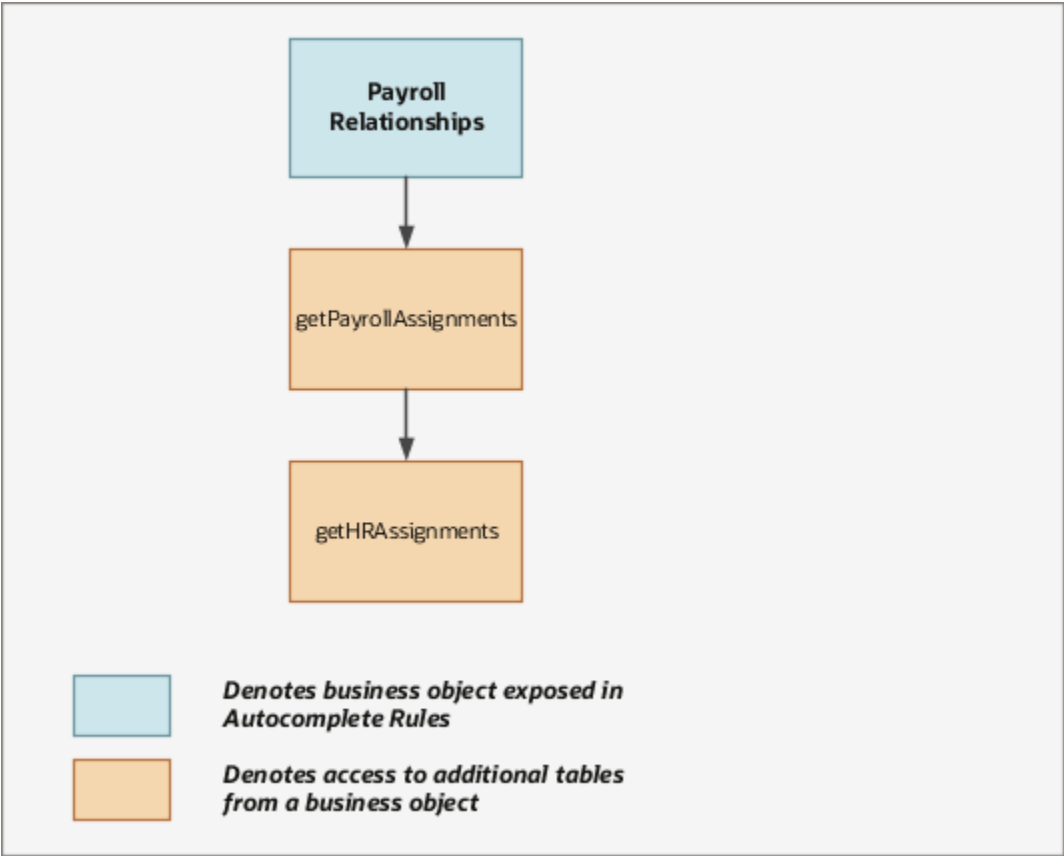 Payroll
Relationships
getPayrollAssignments
getHRAssignments
Denotes business object exposed in
Autocomplete Rules
Denotes access to additional tables
from a business object